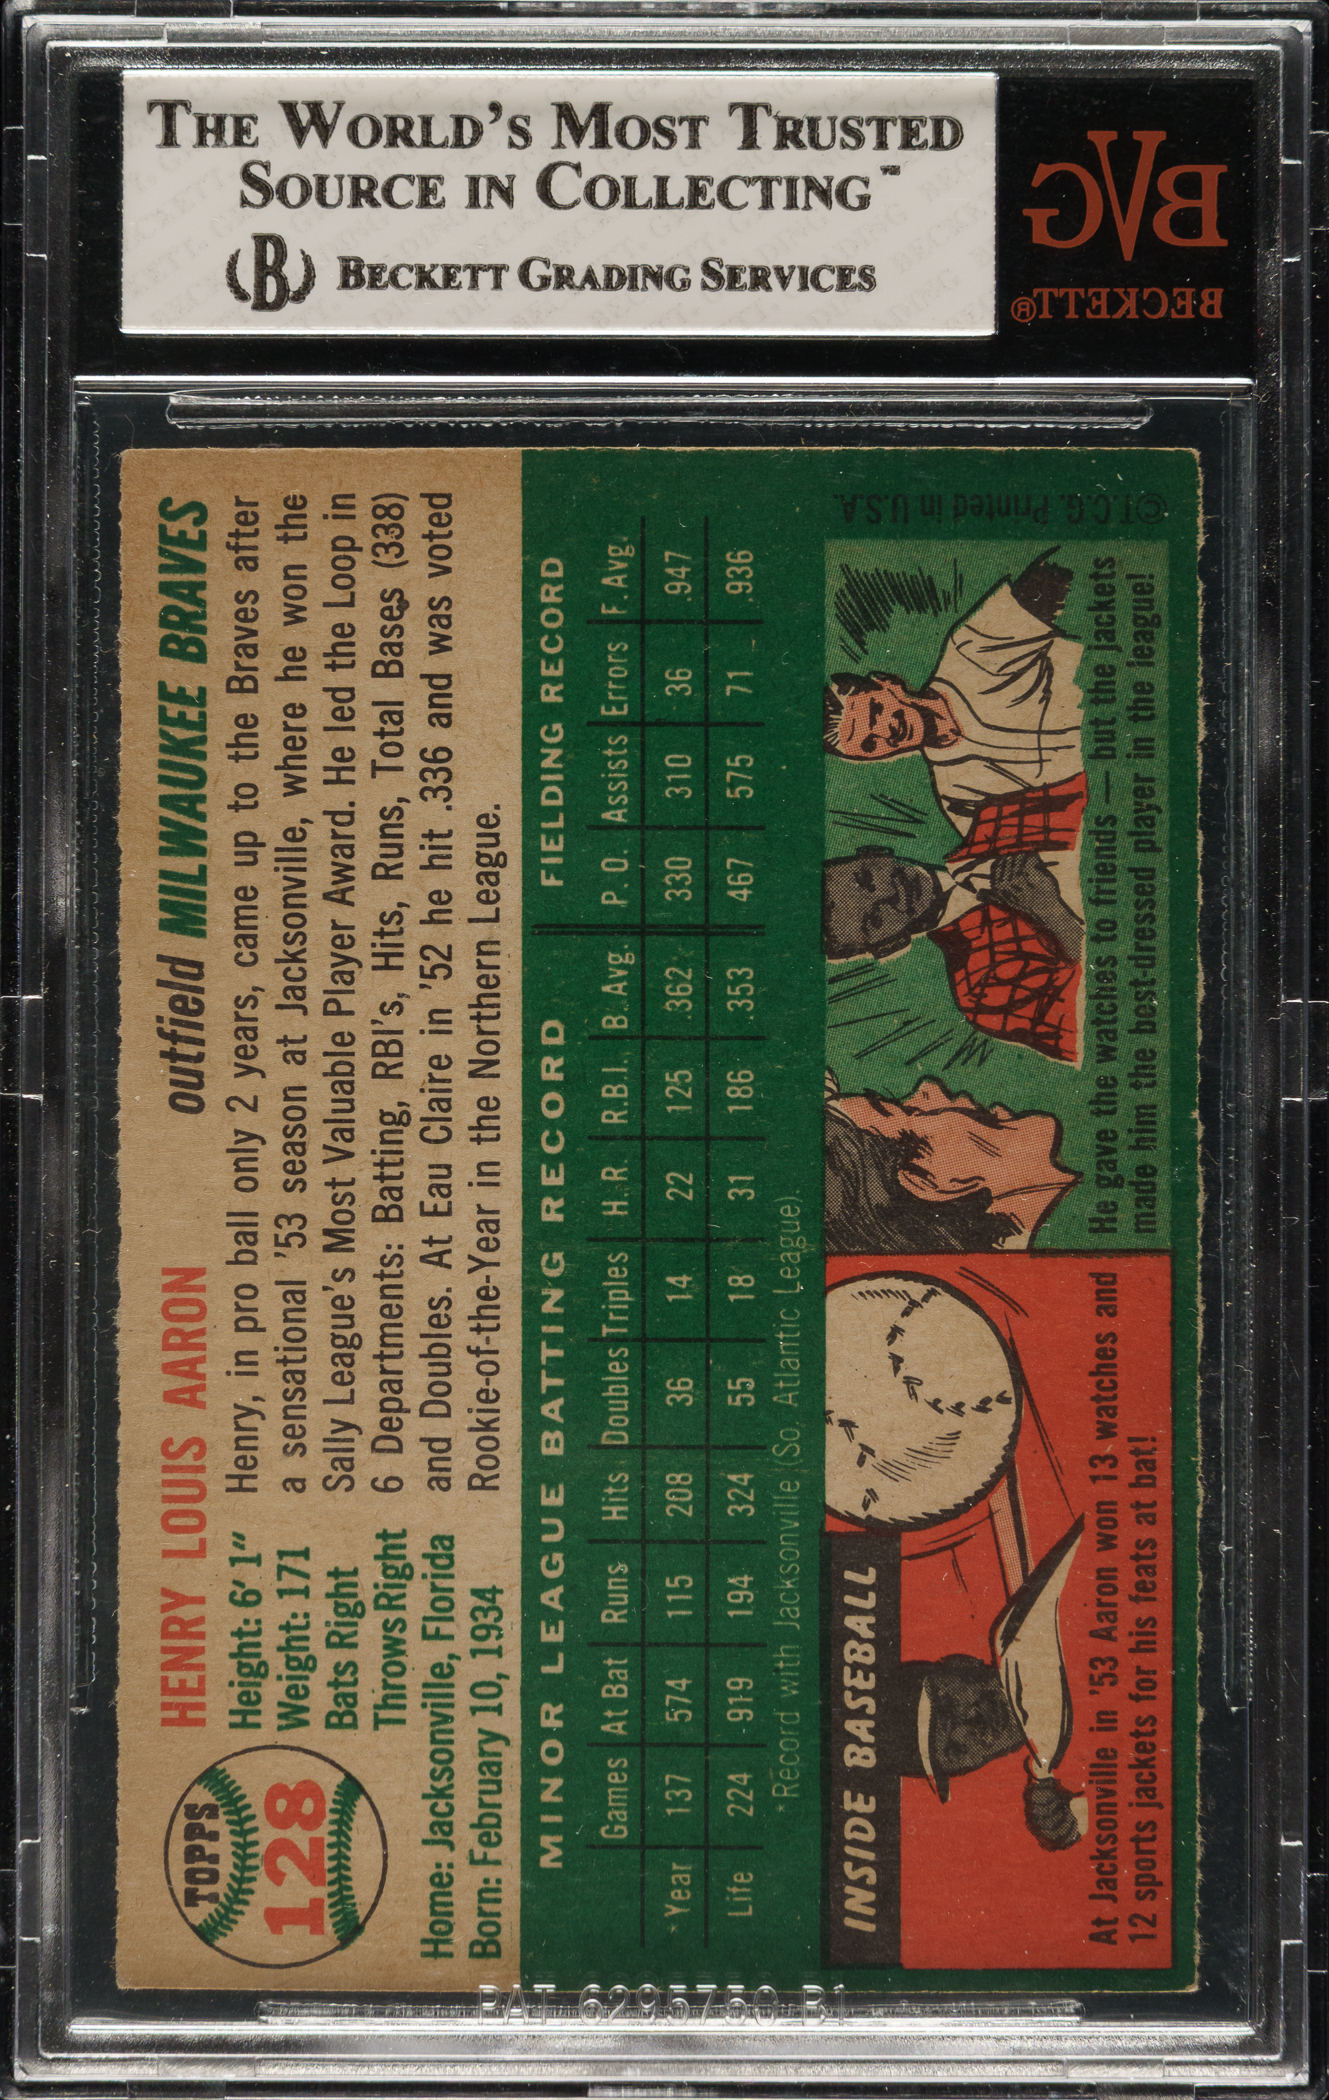 THE WORLD'S MOST TRUSTED
SOURCE IN COLLECTING™
B BECKETT GRADING SERVICES
BVG
BECKETT®
TOPPS
128
HENRY LOUIS AARON
outfield MILWAUKEE BRAVES
Height: 6' 1"
Weight: 171
Bats Right
Throws Right
Home: Jacksonville, Florida
Born: February 10, 1934
Henry, in pro ball only 2 years, came up to the Braves after
a sensational '53 season at Jacksonville, where he won the
Sally League's Most Valuable Player Award. He led the Loop in
6 Departments: Batting, RBI's, Hits, Runs, Total Bases (338)
and Doubles. At Eau Claire in '52 he hit .336 and was voted
Rookie-of-the-Year in the Northern League.
MINOR LEAGUE BATTING RECORD FIELDING RECORD
Games At Bat Runs Hits Doubles Triples H.R. R.B.I. B.Avg. P.O. Assists Errors F.Avg.
*Year 137 574 115 208 36 14 22 125 .362 330 310 36 .947
Life 224 919 194 324 55 18 31 186 .353 467 575 71 .936
*Record with Jacksonville (So. Atlantic League).
INSIDE BASEBALL
At Jacksonville in '53 Aaron won 13 watches and
12 sports jackets for his feats at bat!
He gave the watches to friends — but the jackets
made him the best-dressed player in the league!
©T.C.G. Printed in U.S.A.
PAT 6295750 B1